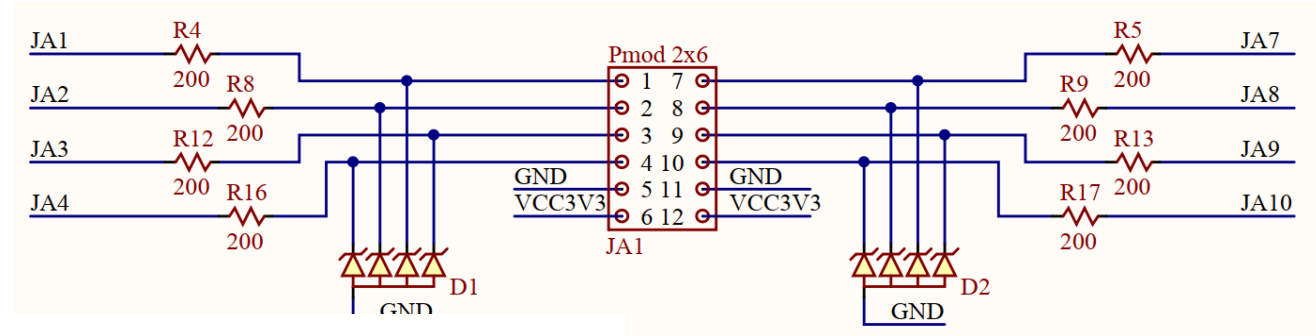 JA1 R4 200
JA2 R8 200
JA3 R12 200
JA4 R16 200
Pmod 2x6
1 7
2 8
3 9
4 10
GND 5 11 GND
VCC3V3 6 12 VCC3V3
JA1
R5 200 JA7
R9 200 JA8
R13 200 JA9
R17 200 JA10
D1
GND
D2
GND